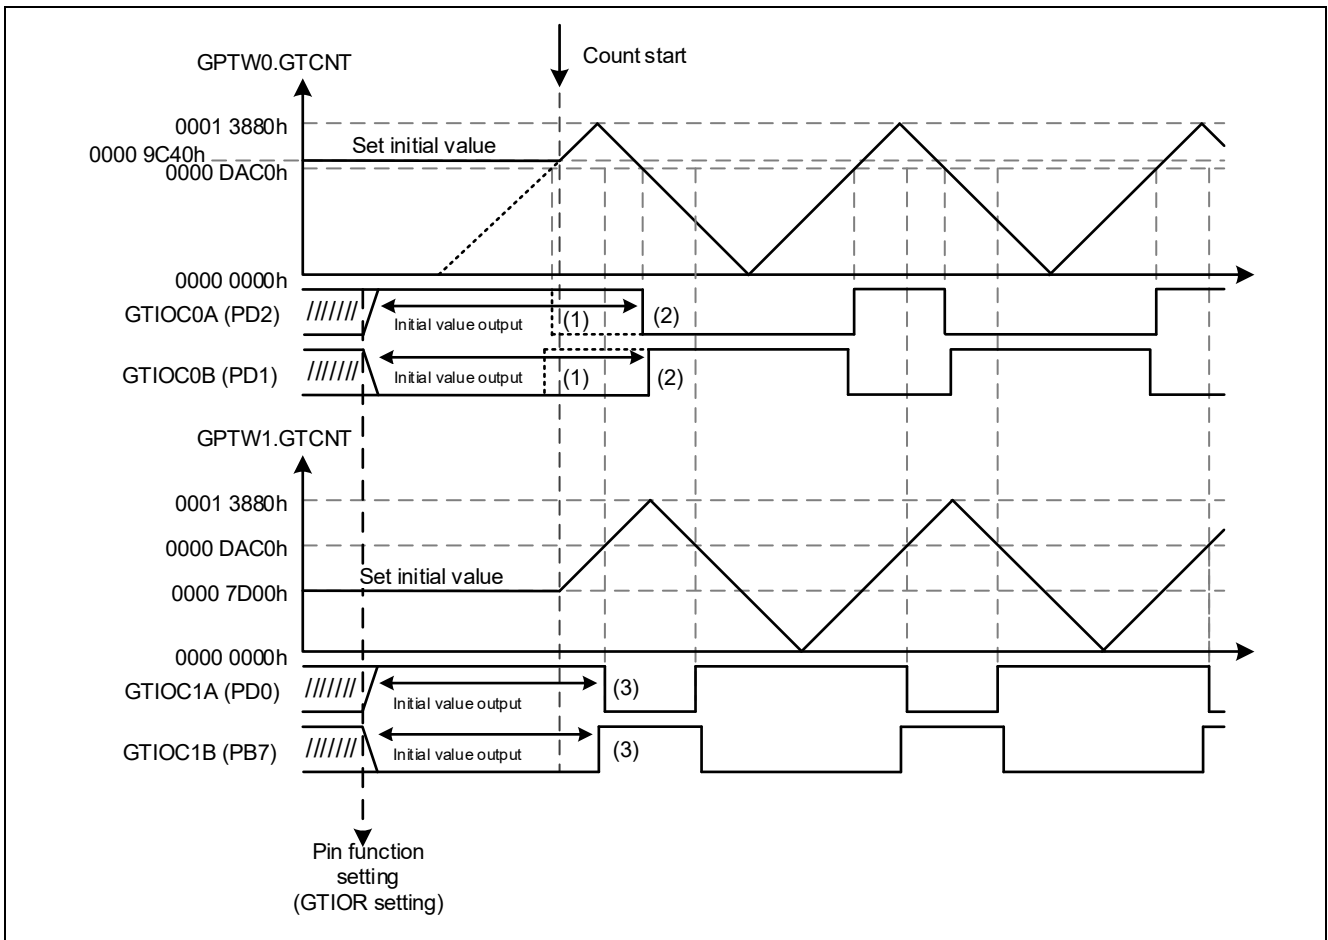 Count start
GPTW0.GTCNT
0001 3880h
Set initial value
0000 9C40h
0000 DAC0h
0000 0000h
GTIOC0A (PD2)
Initial value output
(1)
(2)
GTIOC0B (PD1)
Initial value output
(1)
(2)
GPTW1.GTCNT
0001 3880h
0000 DAC0h
Set initial value
0000 7D00h
0000 0000h
GTIOC1A (PD0)
Initial value output
(3)
GTIOC1B (PB7)
Initial value output
(3)
Pin function
setting
(GTIOR setting)